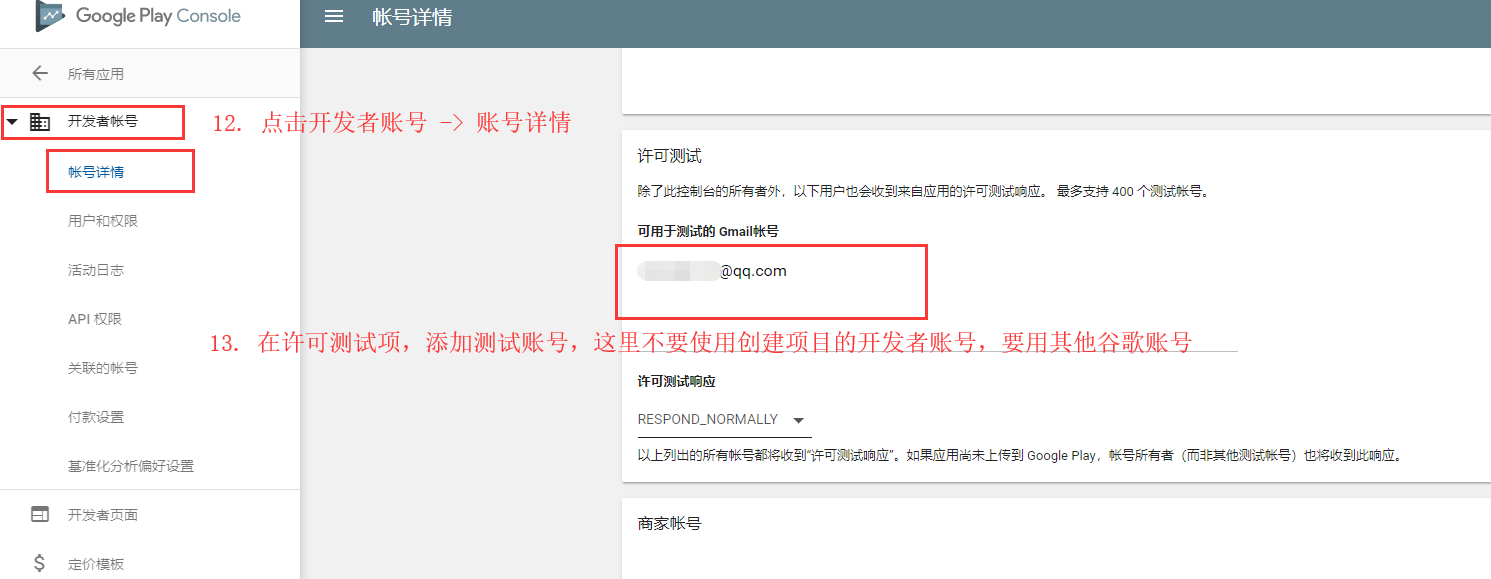 Google Play Console
帐号详情
所有应用
开发者帐号
12. 点击开发者账号 -> 账号详情
帐号详情
用户和权限
活动日志
API 权限
关联的帐号
付款设置
基准化分析偏好设置
开发者页面
定价模板
许可测试
除了此控制台的所有者外，以下用户也会收到来自应用的许可测试响应。 最多支持 400 个测试帐号。
可用于测试的 Gmail帐号
@qq.com
13. 在许可测试项，添加测试账号，这里不要使用创建项目的开发者账号，要用其他谷歌账号
许可测试响应
RESPOND_NORMALLY
以上列出的所有帐号都将收到“许可测试响应”。如果应用尚未上传到 Google Play，帐号所有者（而非其他测试帐号）也将收到此响应。
商家帐号